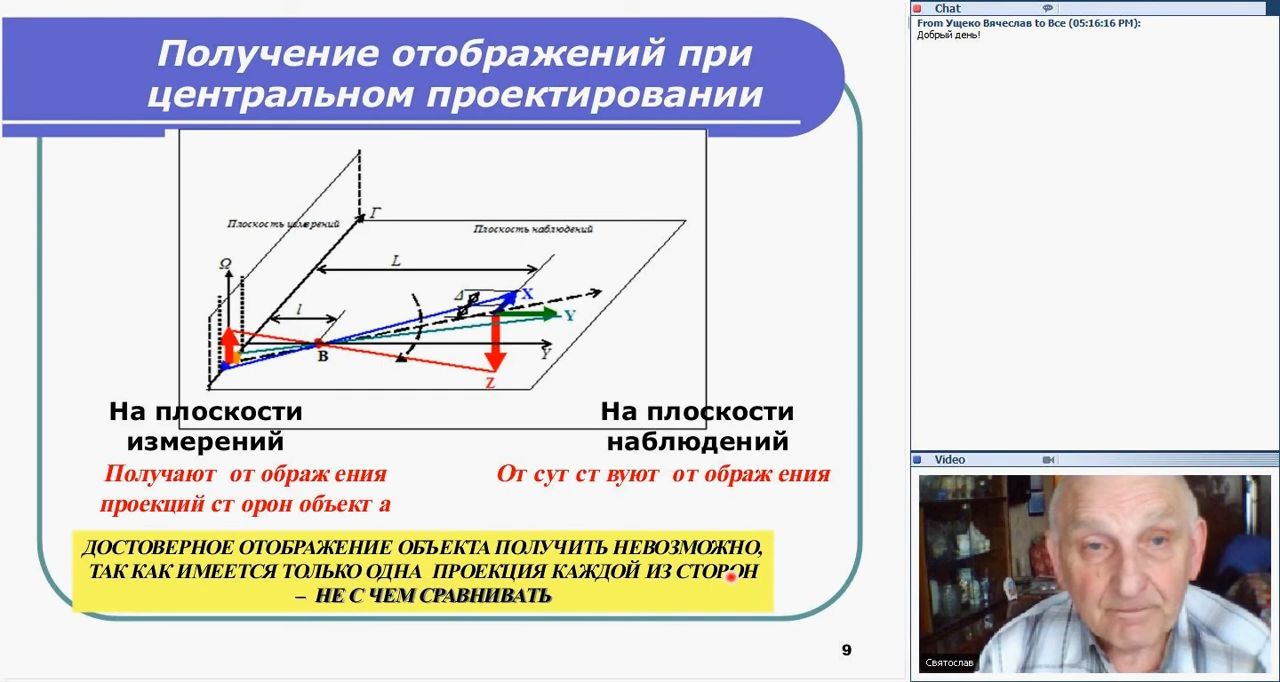 Получение отображений при
центральном проектировании
Г
Плоскость измерений
Плоскость наблюдений
Ω
L
Δ
X
l
Y
B
Y
Z
На плоскости
измерений
Получают от ображ ения
проекций ст орон объект а
На плоскости
наблюдений
От сут ст вуют от ображ ения
ДОСТОВЕРНОЕ ОТОБРАЖЕНИЕ ОБЪЕКТА ПОЛУЧИТЬ НЕВОЗМОЖНО,
ТАК КАК ИМЕЕТСЯ ТОЛЬКО ОДНА ПРОЕКЦИЯ КАЖДОЙ ИЗ СТОРОН
– НЕ С ЧЕМ СРАВНИВАТЬ
9
Chat
From Ущеко Вячеслав to Все (05:16:16 PM):
Добрый день!
Video
Святослав